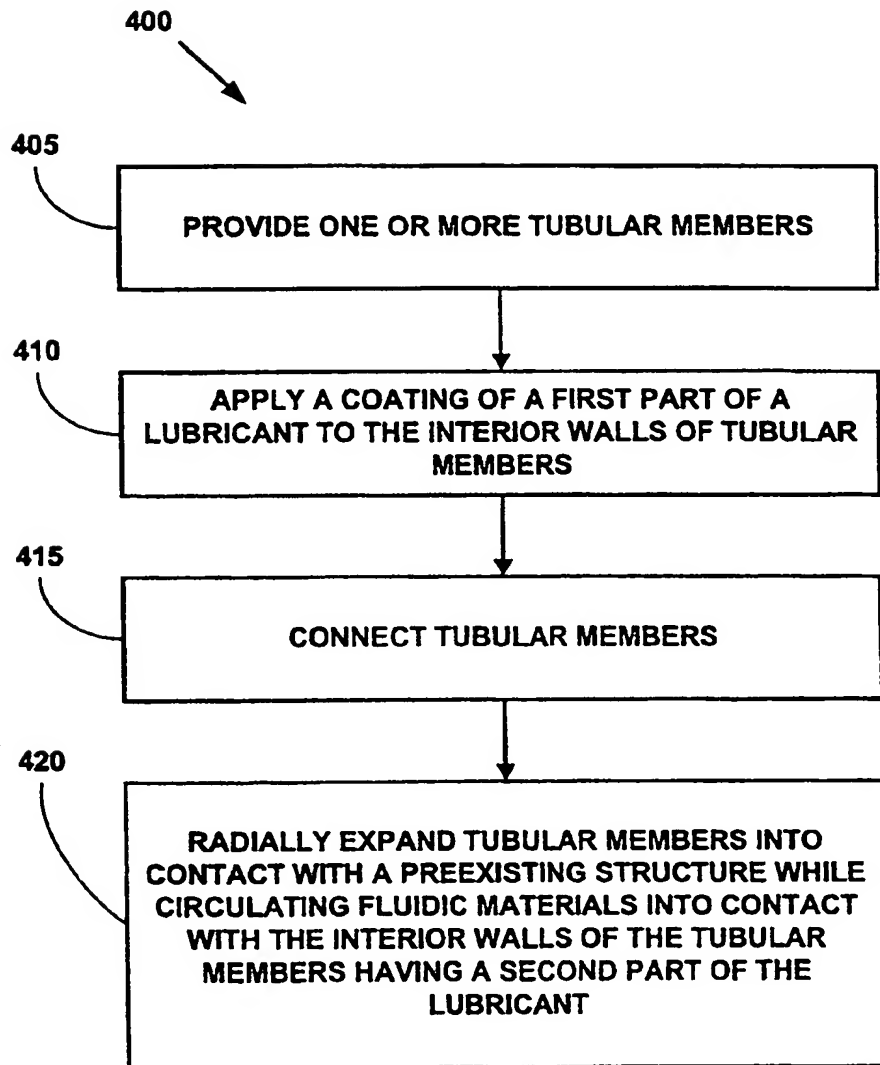 400
405
PROVIDE ONE OR MORE TUBULAR MEMBERS
410
APPLY A COATING OF A FIRST PART OF A
LUBRICANT TO THE INTERIOR WALLS OF TUBULAR
MEMBERS
415
CONNECT TUBULAR MEMBERS
420
RADIALLY EXPAND TUBULAR MEMBERS INTO
CONTACT WITH A PREEXISTING STRUCTURE WHILE
CIRCULATING FLUIDIC MATERIALS INTO CONTACT
WITH THE INTERIOR WALLS OF THE TUBULAR
MEMBERS HAVING A SECOND PART OF THE
LUBRICANT